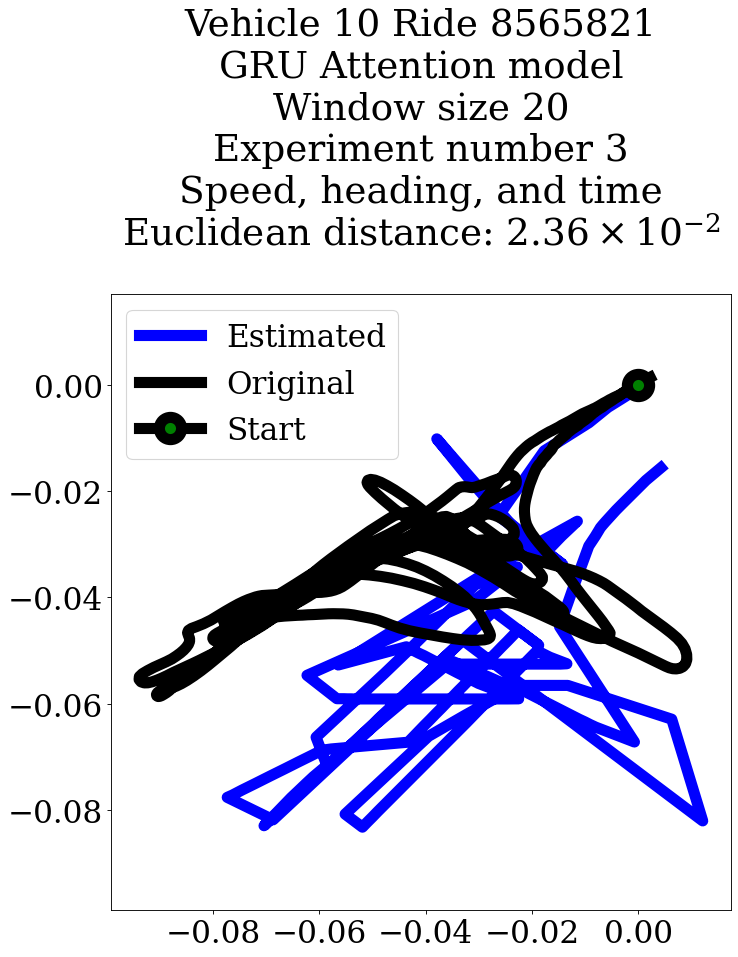 Vehicle 10 Ride 8565821
GRU Attention model
Window size 20
Experiment number 3
Speed, heading, and time
Euclidean distance: 2.36 × 10⁻²
Estimated
Original
Start
0.00
−0.02
−0.04
−0.06
−0.08
−0.08 −0.06 −0.04 −0.02 0.00